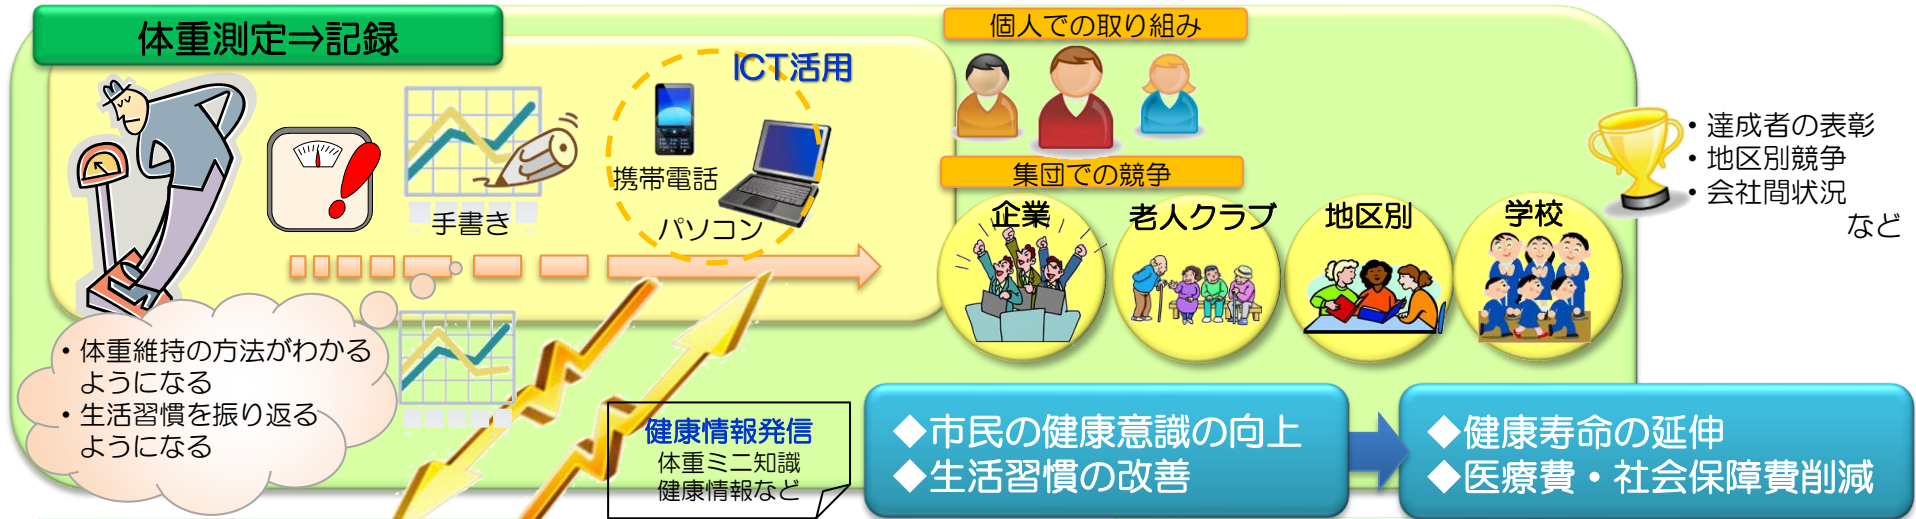 体重測定⇒記録
ICT活用
携帯電話
手書き
パソコン
・体重維持の方法がわかる
ようになる
・生活習慣を振り返る
ようになる
健康情報発信
体重ミニ知識
健康情報など
個人での取り組み
集団での競争
企業
老人クラブ
地区別
学校
・達成者の表彰
・地区別競争
・会社間状況
など
◆市民の健康意識の向上
◆生活習慣の改善
◆健康寿命の延伸
◆医療費・社会保障費削減